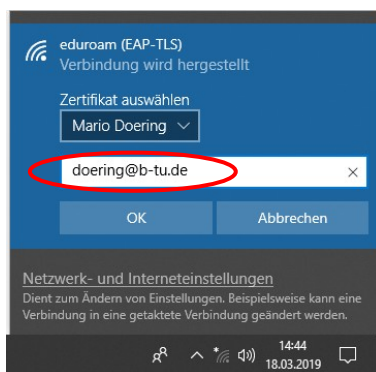 eduroam (EAP-TLS)
Verbindung wird hergestellt
Zertifikat auswählen
Mario Doering
doering@b-tu.de
OK Abbrechen
Netzwerk- und Interneteinstellungen
Dient zum Ändern von Einstellungen. Beispielsweise kann eine
Verbindung in eine getaktete Verbindung geändert werden.
14:44
18.03.2019